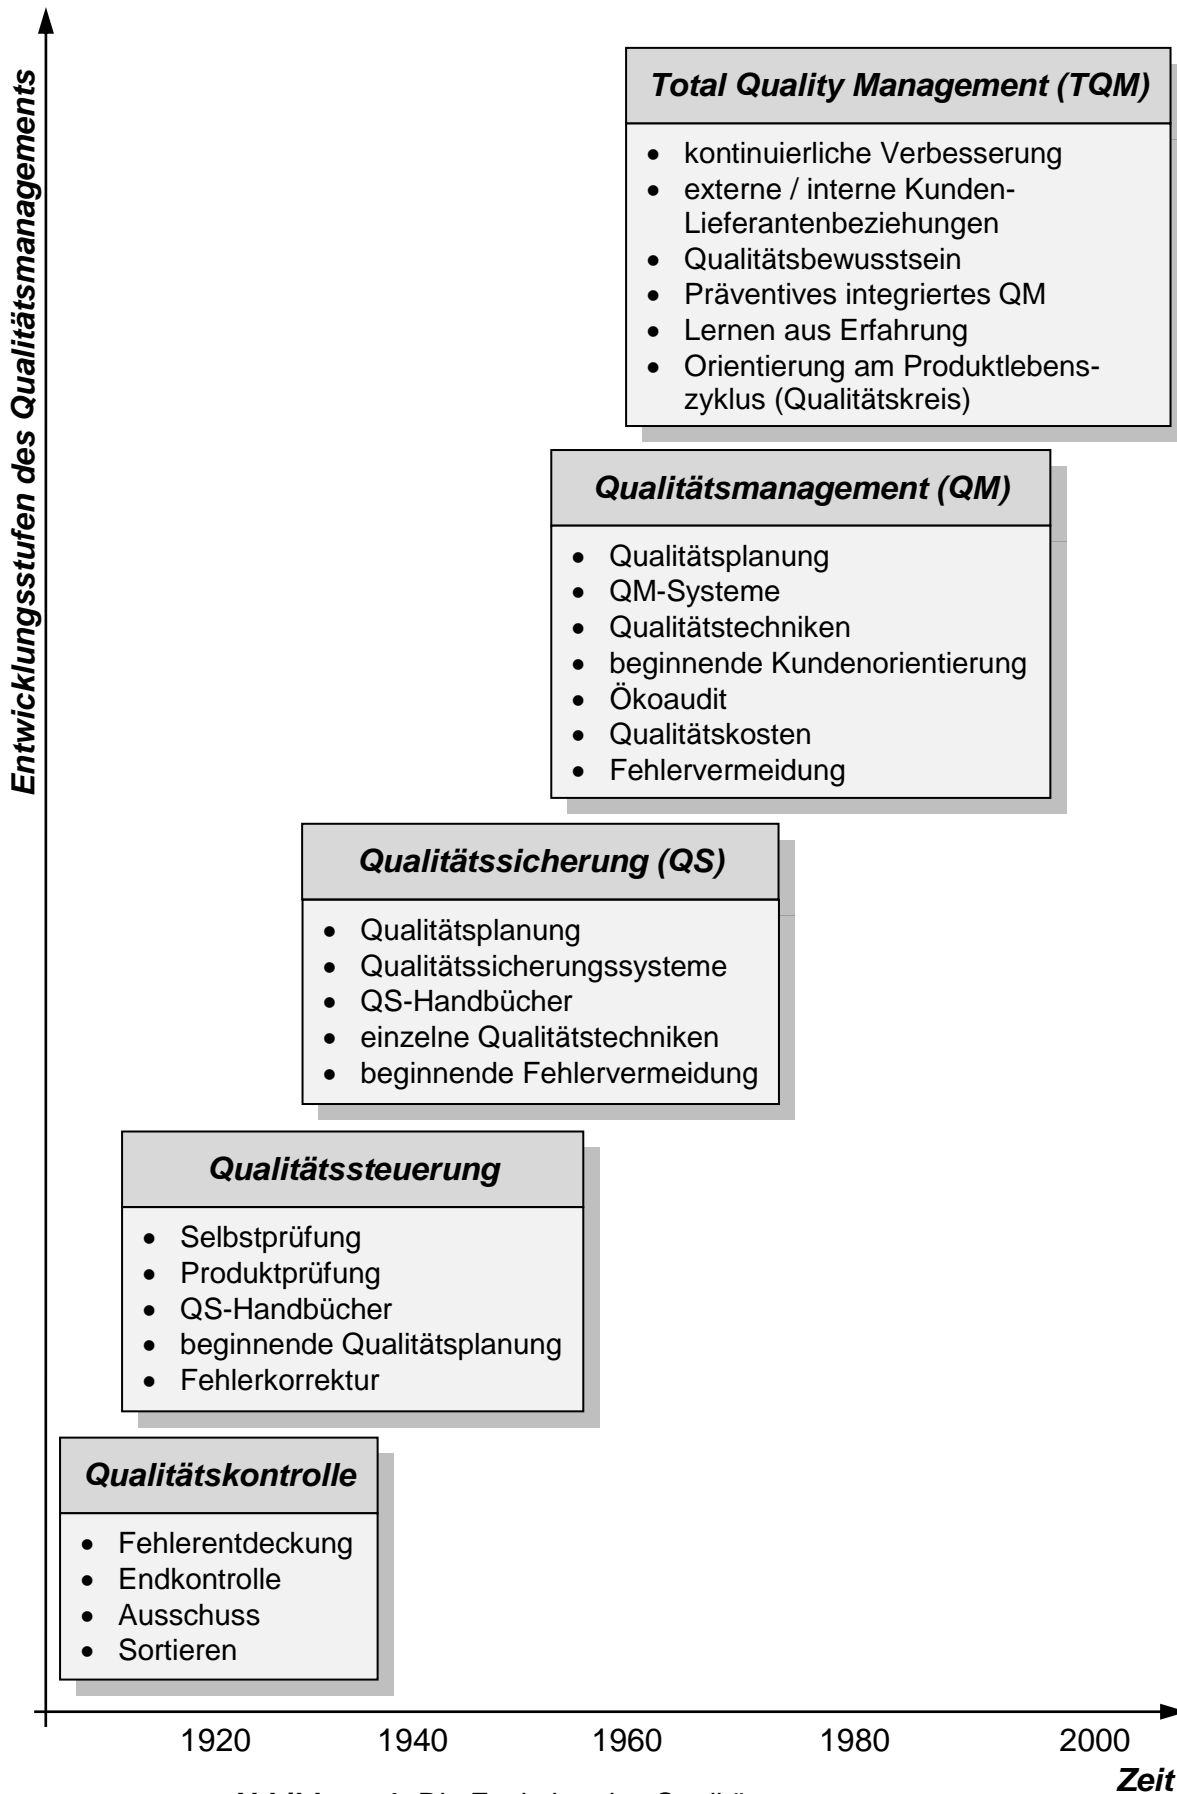 Entwicklungsstufen des Qualitätsmanagements
Total Quality Management (TQM)
• kontinuierliche Verbesserung
• externe / interne Kunden-
Lieferantenbeziehungen
• Qualitätsbewusstsein
• Präventives integriertes QM
• Lernen aus Erfahrung
• Orientierung am Produktlebens-
zyklus (Qualitätskreis)
Qualitätsmanagement (QM)
• Qualitätsplanung
• QM-Systeme
• Qualitätstechniken
• beginnende Kundenorientierung
• Ökoaudit
• Qualitätskosten
• Fehlervermeidung
Qualitätssicherung (QS)
• Qualitätsplanung
• Qualitätssicherungssysteme
• QS-Handbücher
• einzelne Qualitätstechniken
• beginnende Fehlervermeidung
Qualitätssteuerung
• Selbstprüfung
• Produktprüfung
• QS-Handbücher
• beginnende Qualitätsplanung
• Fehlerkorrektur
Qualitätskontrolle
• Fehlerentdeckung
• Endkontrolle
• Ausschuss
• Sortieren
1920 1940 1960 1980 2000
Zeit